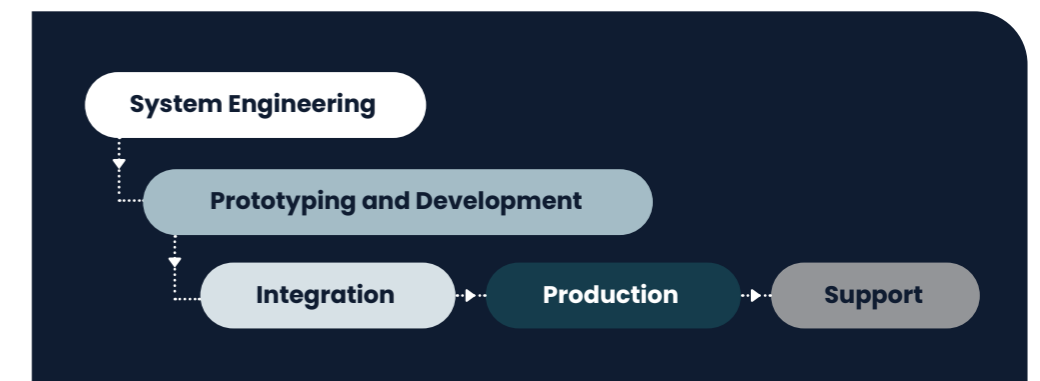 System Engineering
Prototyping and Development
Integration
Production
Support